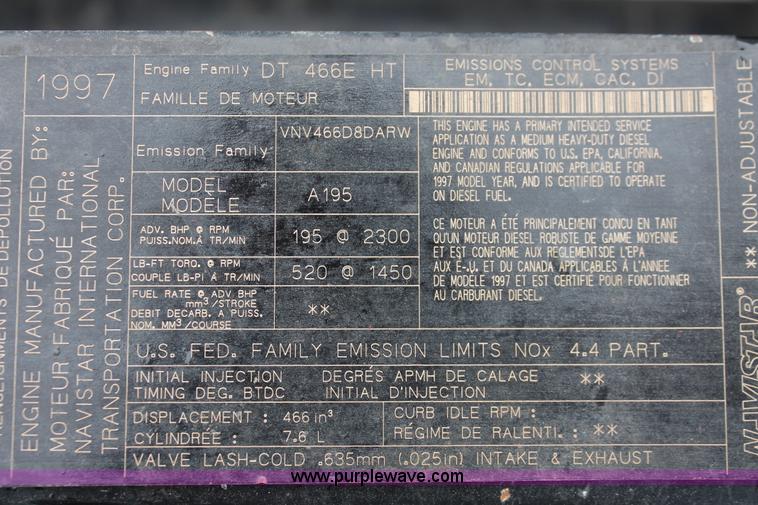 1997
Engine Family DT 466E HT
FAMILLE DE MOTEUR
EMISSIONS CONTROL SYSTEMS
EM, TC, ECM, CAC, DI
Emission Family VNV466D8DARW
MODEL
MODÈLE
A195
ADV. BHP @ RPM
PUISS.NOM.À TR/MIN
195 @ 2300
LB-FT TORQ. @ RPM
COUPLE LB-PI À TR/MIN
520 @ 1450
FUEL RATE @ ADV BHP
mm³/STROKE
DEBIT DECARB. A PUISS.
NOM. MM³/COURSE
**
THIS ENGINE HAS A PRIMARY INTENDED SERVICE
APPLICATION AS A MEDIUM HEAVY-DUTY DIESEL
ENGINE AND CONFORMS TO U.S. EPA, CALIFORNIA,
AND CANADIAN REGULATIONS APPLICABLE FOR
1997 MODEL YEAR, AND IS CERTIFIED TO OPERATE
ON DIESEL FUEL.
CE MOTEUR A ÉTÉ PRINCIPALEMENT CONCU EN TANT
QU'UN MOTEUR DIESEL ROBUSTE DE GAMME MOYENNE
ET EST CONFORME AUX REGLEMENTSDE L'EPA
AUX É-.U. ET DU CANADA APPLICABLES À L'ANNÉE
DE MODÈLE 1997 ET EST CERTIFIÉ POUR FONCTIONNER
AU CARBURANT DIESEL.
U.S. FED. FAMILY EMISSION LIMITS NOx 4.4 PART.
INITIAL INJECTION DEGRÉS APMH DE CALAGE
TIMING DEG. BTDC INITIAL D'INJECTION
**
DISPLACEMENT : 466 in³
CYLINDRÉE : 7.6 L
CURB IDLE RPM :
RÉGIME DE RALENTI. : **
VALVE LASH-COLD .635mm (.025in) INTAKE & EXHAUST
ENGINE MANUFACTURED BY:
MOTEUR FABRIQUÉ PAR:
NAVISTAR INTERNATIONAL
TRANSPORTATION CORP.
** NON-ADJUSTABLE
NAVISTAR®
www.purplewave.com